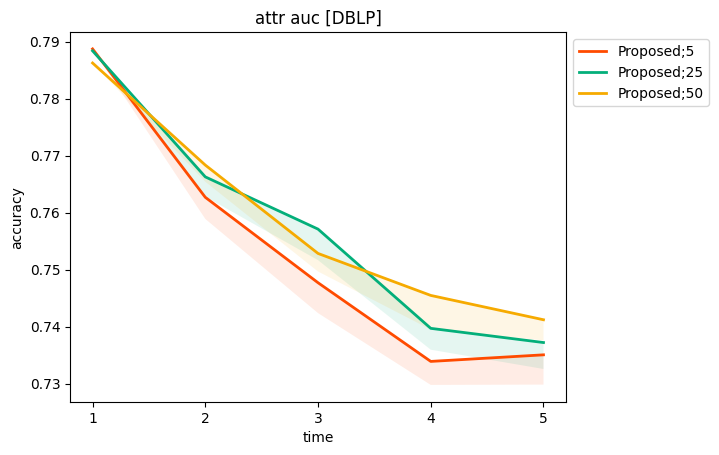 attr auc [DBLP]
0.79
0.78
0.77
0.76
0.75
0.74
0.73
accuracy
1 2 3 4 5
time
Proposed;5
Proposed;25
Proposed;50